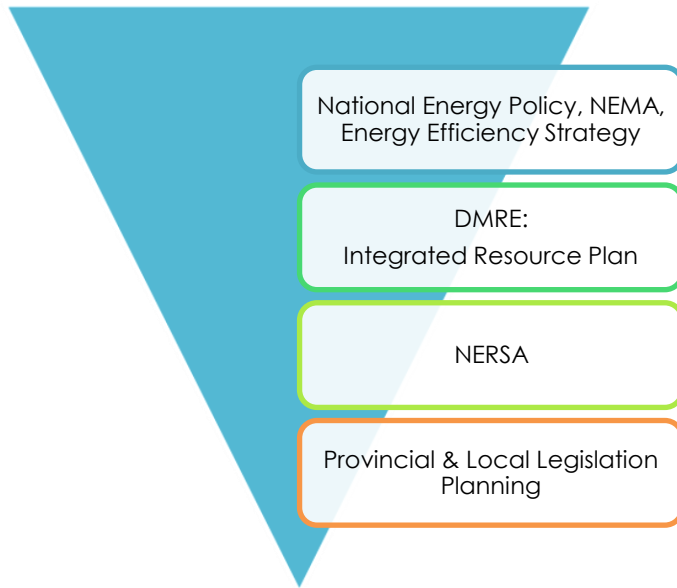 National Energy Policy, NEMA,
Energy Efficiency Strategy
DMRE:
Integrated Resource Plan
NERSA
Provincial & Local Legislation
Planning